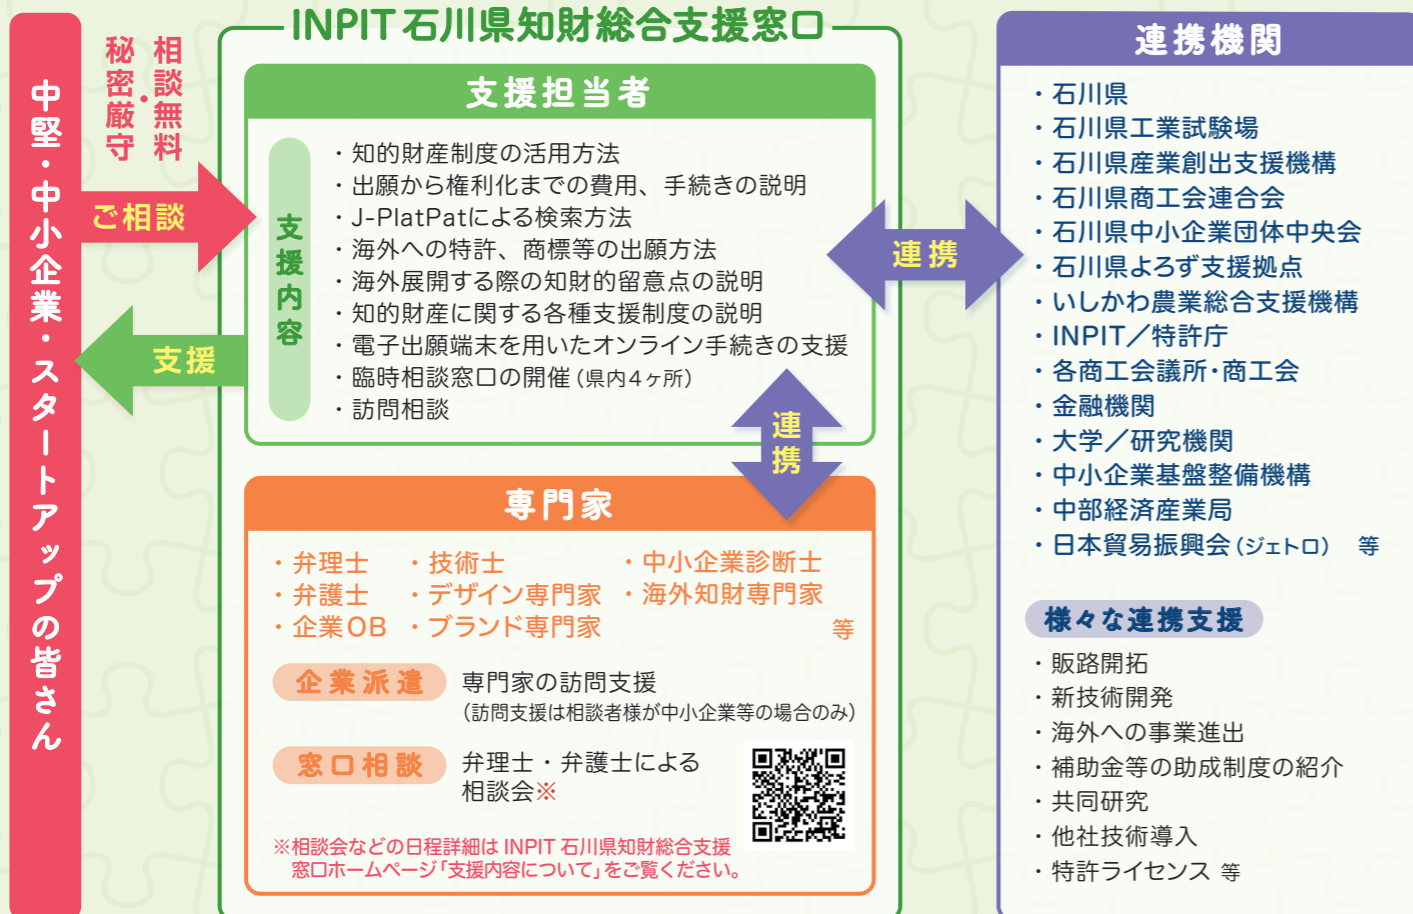 中堅・中小企業・スタートアップの皆さん
相談無料・
秘密厳守
ご相談
支援
INPIT 石川県知財総合支援窓口
支援担当者
支援内容
・知的財産制度の活用方法
・出願から権利化までの費用、手続きの説明
・J-PlatPatによる検索方法
・海外への特許、商標等の出願方法
・海外展開する際の知財的留意点の説明
・知的財産に関する各種支援制度の説明
・電子出願端末を用いたオンライン手続きの支援
・臨時相談窓口の開催（県内4ヶ所）
・訪問相談
連携
連携
専門家
・弁理士 ・技術士 ・中小企業診断士
・弁護士 ・デザイン専門家 ・海外知財専門家
・企業OB ・ブランド専門家 等
企業派遣 専門家の訪問支援
（訪問支援は相談者様が中小企業等の場合のみ）
窓口相談 弁理士・弁護士による
相談会※
※相談会などの日程詳細は INPIT 石川県知財総合支援
窓口ホームページ「支援内容について」をご覧ください。
連携機関
・石川県
・石川県工業試験場
・石川県産業創出支援機構
・石川県商工会連合会
・石川県中小企業団体中央会
・石川県よろず支援拠点
・いしかわ農業総合支援機構
・INPIT／特許庁
・各商工会議所・商工会
・金融機関
・大学／研究機関
・中小企業基盤整備機構
・中部経済産業局
・日本貿易振興会（ジェトロ） 等
様々な連携支援
・販路開拓
・新技術開発
・海外への事業進出
・補助金等の助成制度の紹介
・共同研究
・他社技術導入
・特許ライセンス 等